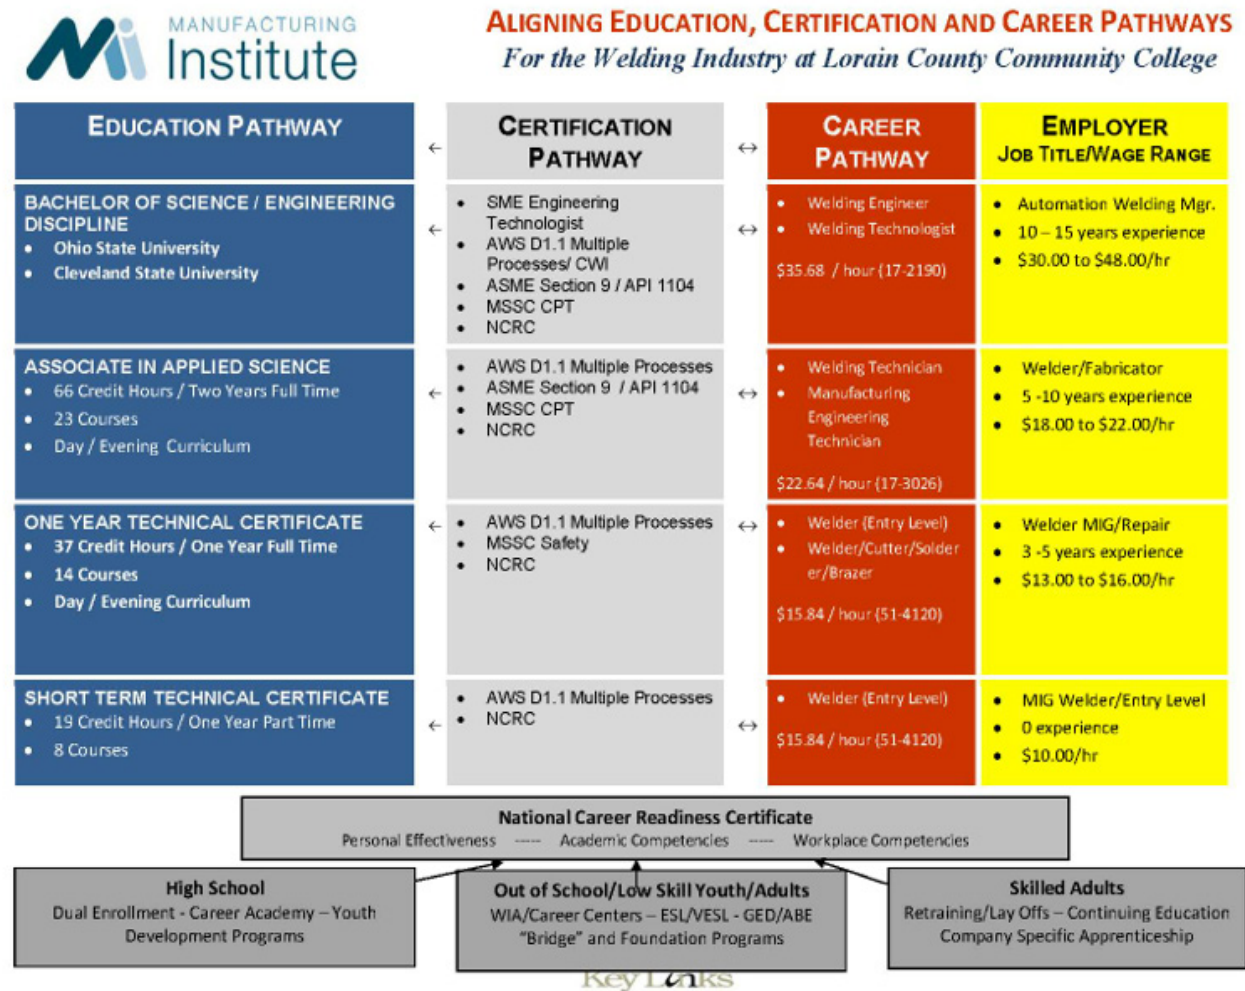 MANUFACTURING
Institute
ALIGNING EDUCATION, CERTIFICATION AND CAREER PATHWAYS
For the Welding Industry at Lorain County Community College
EDUCATION PATHWAY
←
CERTIFICATION
PATHWAY
↔
CAREER
PATHWAY
EMPLOYER
JOB TITLE/WAGE RANGE
BACHELOR OF SCIENCE / ENGINEERING
DISCIPLINE
• Ohio State University
• Cleveland State University
←
• SME Engineering
Technologist
• AWS D1.1 Multiple
Processes/ CWI
• ASME Section 9 / API 1104
• MSSC CPT
• NCRC
↔
• Welding Engineer
• Welding Technologist
$35.68 / hour (17-2190)
• Automation Welding Mgr.
• 10 – 15 years experience
• $30.00 to $48.00/hr
ASSOCIATE IN APPLIED SCIENCE
• 66 Credit Hours / Two Years Full Time
• 23 Courses
• Day / Evening Curriculum
←
• AWS D1.1 Multiple Processes
• ASME Section 9 / API 1104
• MSSC CPT
• NCRC
↔
• Welding Technician
• Manufacturing
Engineering
Technician
$22.64 / hour (17-3026)
• Welder/Fabricator
• 5 -10 years experience
• $18.00 to $22.00/hr
ONE YEAR TECHNICAL CERTIFICATE
• 37 Credit Hours / One Year Full Time
• 14 Courses
• Day / Evening Curriculum
←
• AWS D1.1 Multiple Processes
• MSSC Safety
• NCRC
↔
• Welder (Entry Level)
• Welder/Cutter/Solder
er/Brazer
$15.84 / hour (51-4120)
• Welder MIG/Repair
• 3 -5 years experience
• $13.00 to $16.00/hr
SHORT TERM TECHNICAL CERTIFICATE
• 19 Credit Hours / One Year Part Time
• 8 Courses
←
• AWS D1.1 Multiple Processes
• NCRC
↔
• Welder (Entry Level)
$15.84 / hour (51-4120)
• MIG Welder/Entry Level
• 0 experience
• $10.00/hr
National Career Readiness Certificate
Personal Effectiveness ----- Academic Competencies ----- Workplace Competencies
High School
Dual Enrollment - Career Academy – Youth
Development Programs
Out of School/Low Skill Youth/Adults
WIA/Career Centers – ESL/VESL - GED/ABE
“Bridge” and Foundation Programs
Skilled Adults
Retraining/Lay Offs – Continuing Education
Company Specific Apprenticeship
Key Links